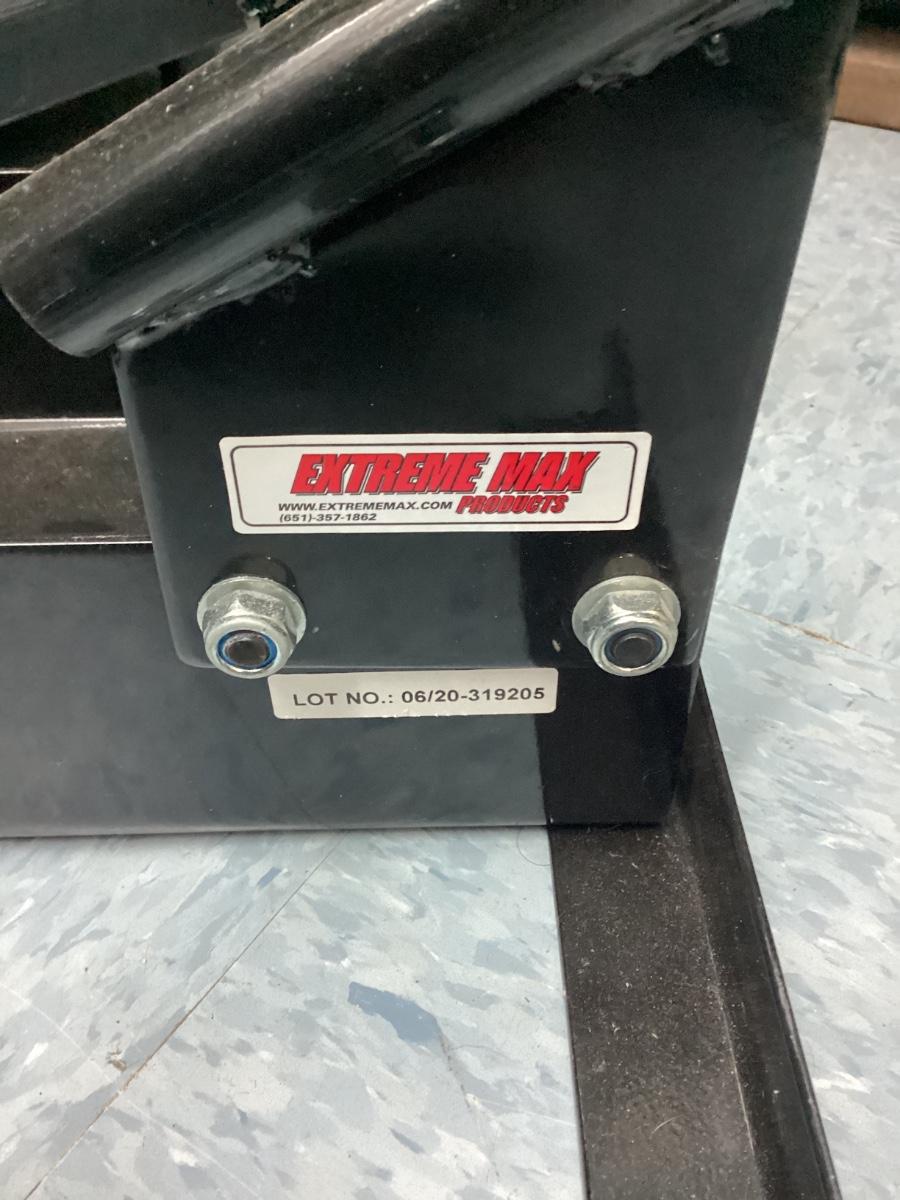 EXTREME MAX
WWW.EXTREMEMAX.COM PRODUCTS
(651)-357-1862
LOT NO.: 06/20-319205